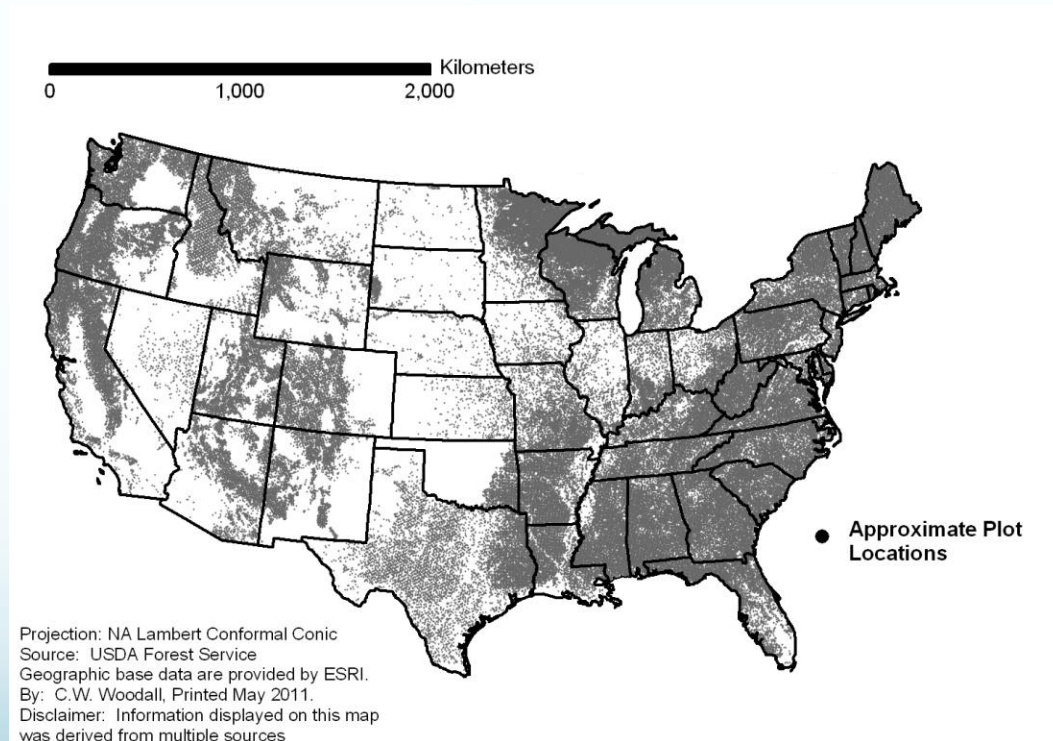 Kilometers
0 1,000 2,000
Approximate Plot
Locations
Projection: NA Lambert Conformal Conic
Source: USDA Forest Service
Geographic base data are provided by ESRI.
By: C.W. Woodall, Printed May 2011.
Disclaimer: Information displayed on this map
was derived from multiple sources